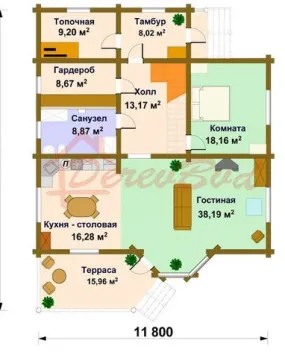 Топочная
9,20 м²
Тамбур
8,02 м²
Гардероб
8,67 м²
Холл
13,17 м²
Санузел
8,87 м²
Комната
18,16 м²
П
DerevBud
Гостиная
38,19 м²
Кухня - столовая
16,28 м²
Терраса
15,96 м²
11 800